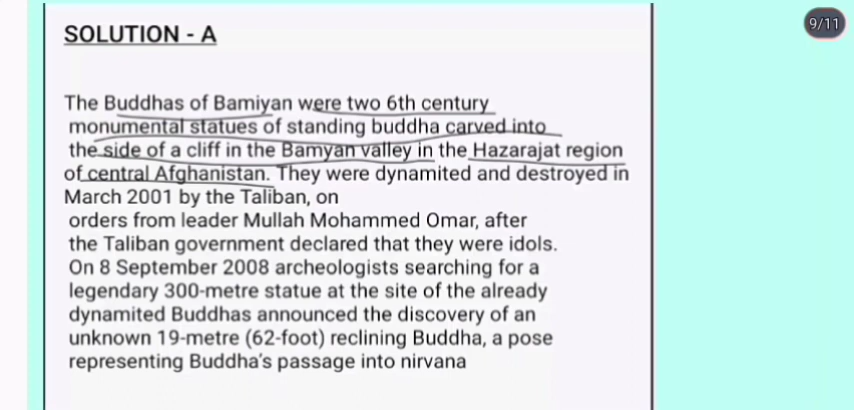 SOLUTION - A
9/11
The Buddhas of Bamiyan were two 6th century
monumental statues of standing buddha carved into
the side of a cliff in the Bamyan valley in the Hazarajat region
of central Afghanistan. They were dynamited and destroyed in
March 2001 by the Taliban, on
orders from leader Mullah Mohammed Omar, after
the Taliban government declared that they were idols.
On 8 September 2008 archeologists searching for a
legendary 300-metre statue at the site of the already
dynamited Buddhas announced the discovery of an
unknown 19-metre (62-foot) reclining Buddha, a pose
representing Buddha's passage into nirvana